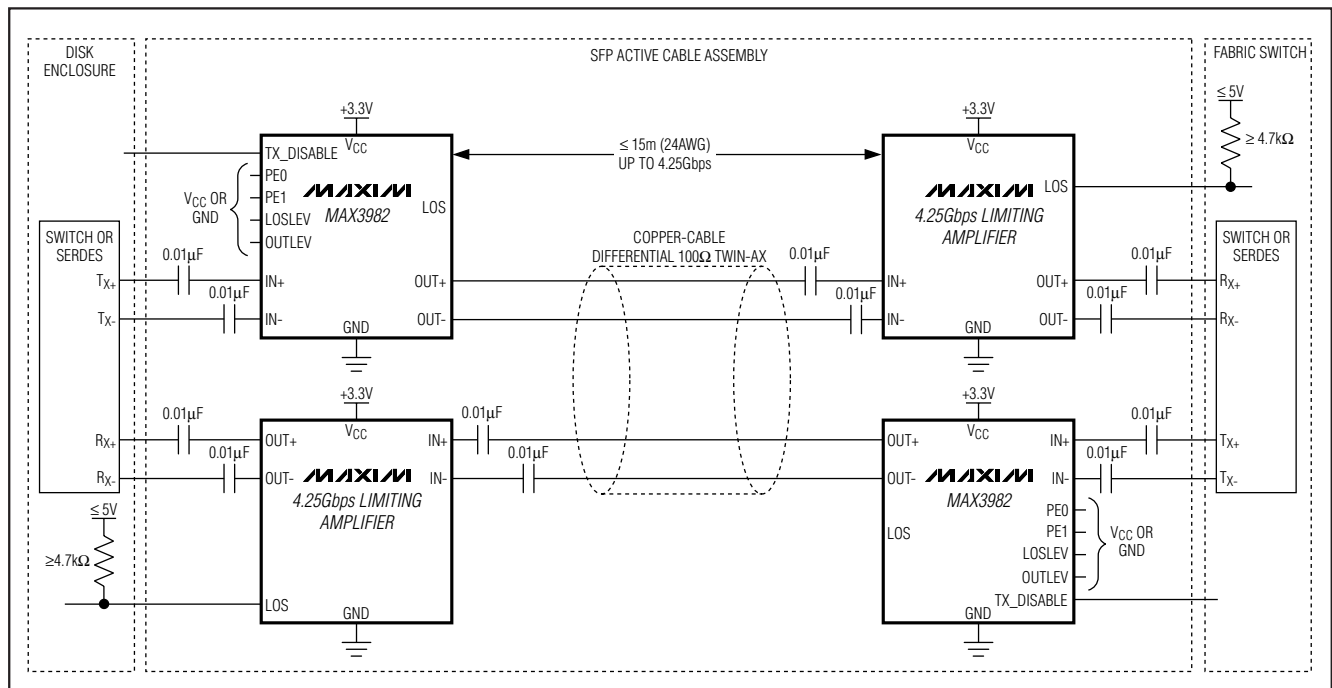 DISK
ENCLOSURE
SFP ACTIVE CABLE ASSEMBLY
FABRIC SWITCH
+3.3V
VCC
TX_DISABLE
PE0
PE1
LOSLEV
OUTLEV
VCC OR
GND
MAXIM
MAX3982
LOS
IN+
IN-
OUT+
OUT-
GND
≤ 15m (24AWG)
UP TO 4.25Gbps
COPPER-CABLE
DIFFERENTIAL 100Ω TWIN-AX
+3.3V
VCC
LOS
MAXIM
4.25Gbps LIMITING
AMPLIFIER
IN+
IN-
OUT+
OUT-
GND
≤ 5V
≥ 4.7kΩ
SWITCH OR
SERDES
TX+
TX-
0.01µF
0.01µF
0.01µF
0.01µF
0.01µF
0.01µF
SWITCH OR
SERDES
RX+
RX-
RX+
RX-
0.01µF
0.01µF
+3.3V
VCC
OUT+
OUT-
MAXIM
4.25Gbps LIMITING
AMPLIFIER
IN+
IN-
LOS
GND
0.01µF
0.01µF
≤ 5V
≥4.7kΩ
+3.3V
VCC
OUT+
OUT-
MAXIM
MAX3982
LOS
IN+
IN-
PE0
PE1
LOSLEV
OUTLEV
TX_DISABLE
GND
VCC OR
GND
0.01µF
0.01µF
TX+
TX-